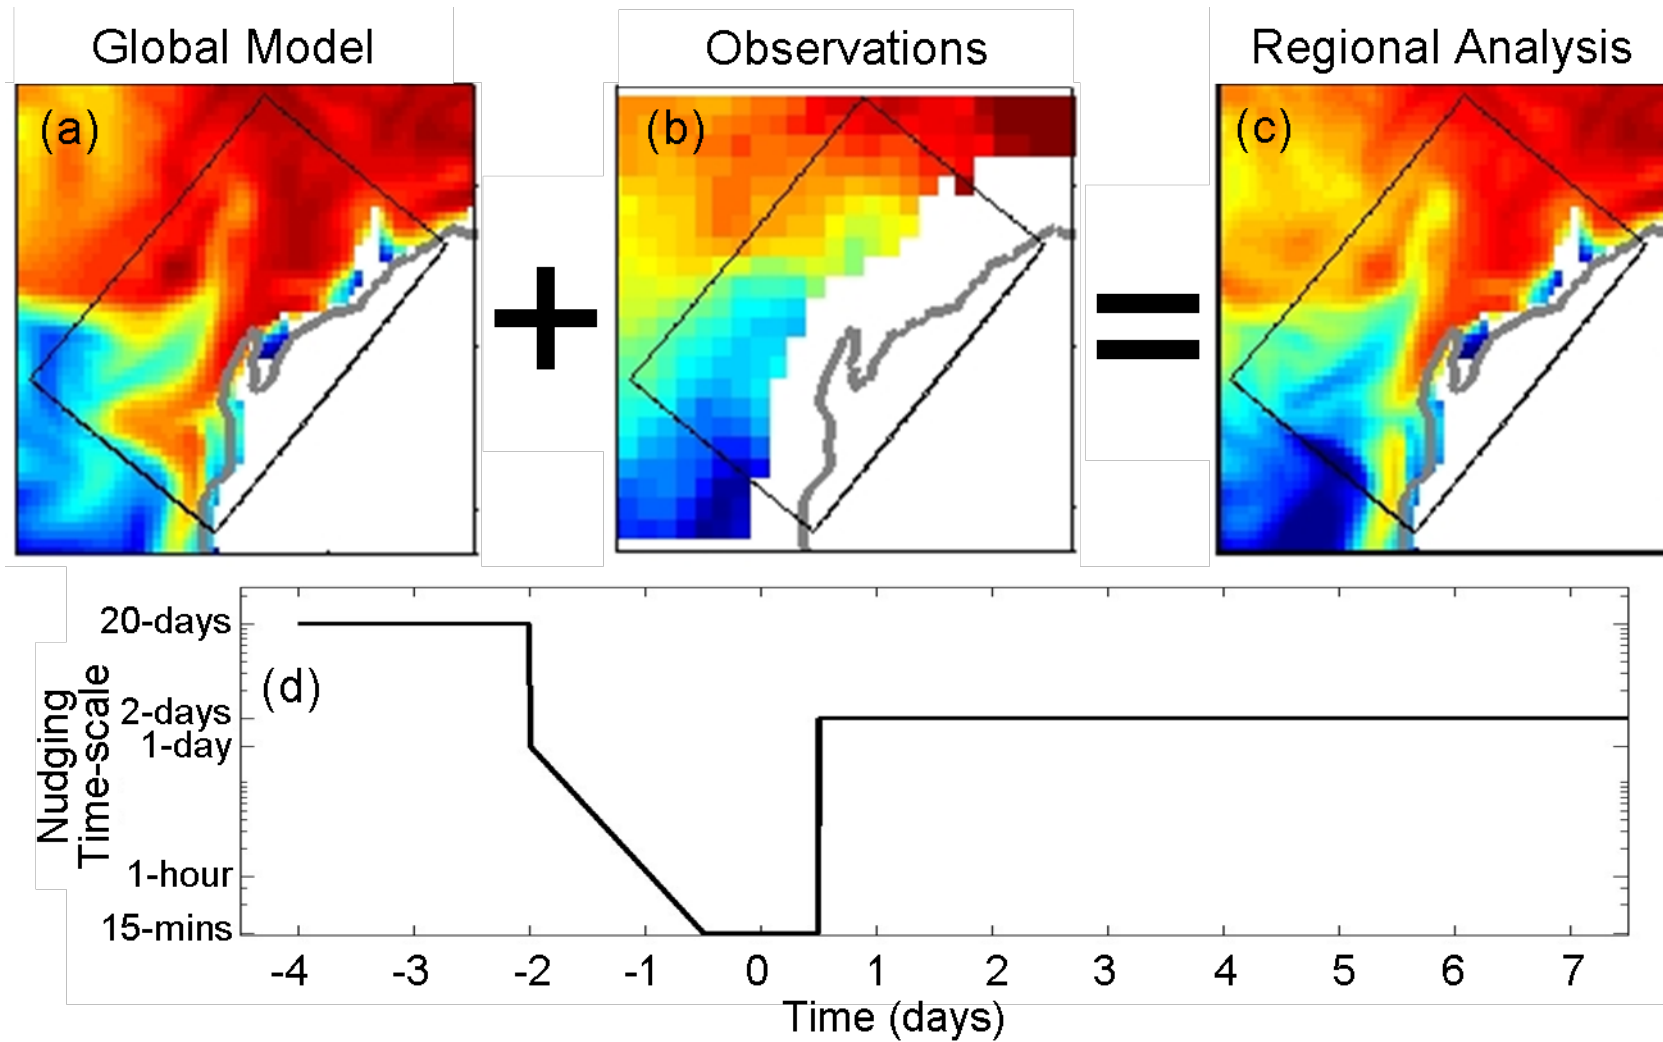 Global Model
Observations
Regional Analysis
(a)
(b)
(c)
+
=
20-days
(d)
2-days
1-day
1-hour
15-mins
Nudging
Time-scale
-4 -3 -2 -1 0 1 2 3 4 5 6 7
Time (days)